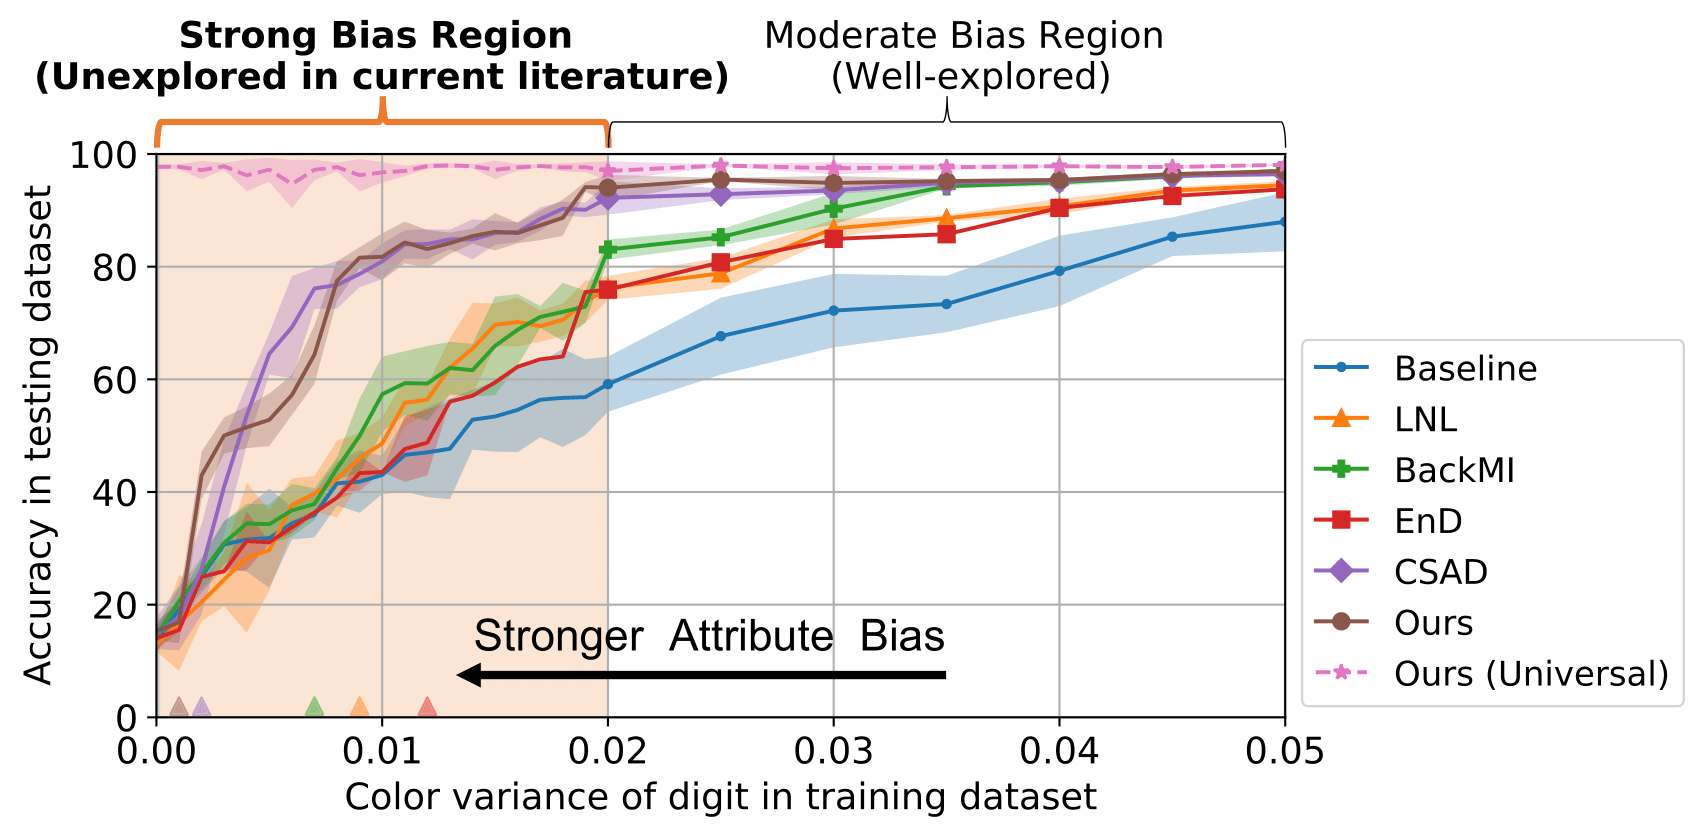 Strong Bias Region
(Unexplored in current literature)
Moderate Bias Region
(Well-explored)
Accuracy in testing dataset
100
80
60
40
20
0
Stronger Attribute Bias
0.00 0.01 0.02 0.03 0.04 0.05
Color variance of digit in training dataset
Baseline
LNL
BackMI
EnD
CSAD
Ours
Ours (Universal)